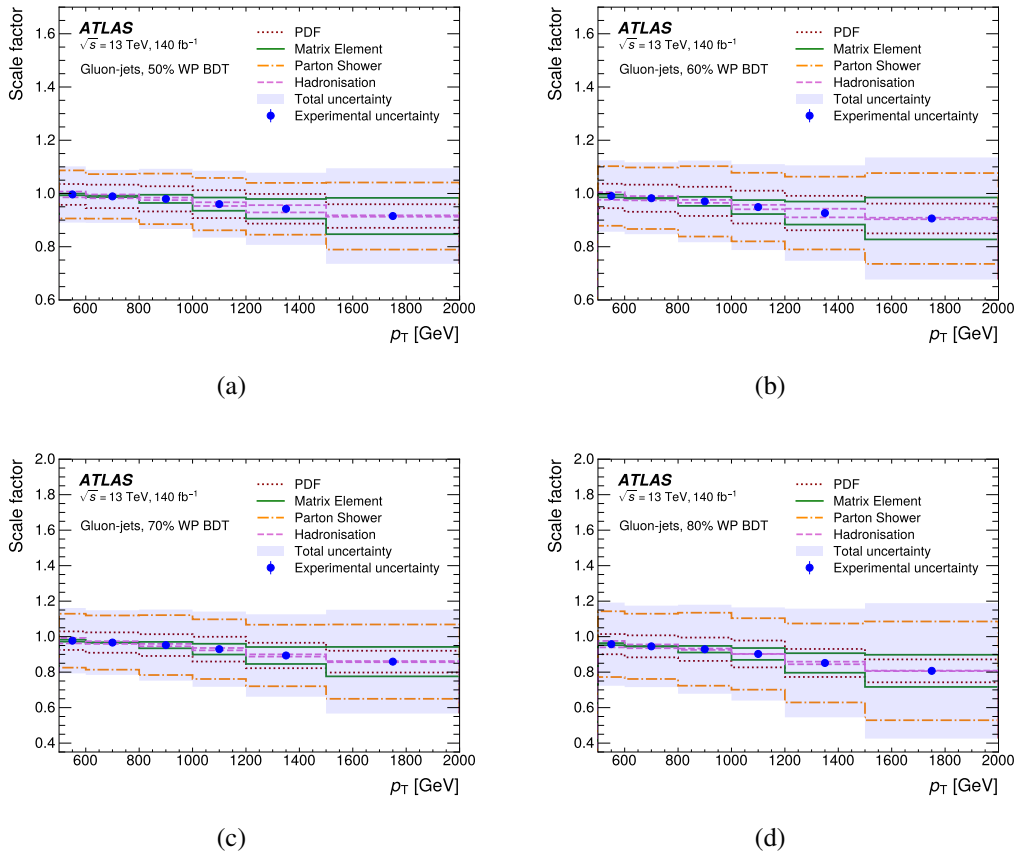 Scale factor
1.6
1.4
1.2
1.0
0.8
0.6
ATLAS
√s = 13 TeV, 140 fb⁻¹
Gluon-jets, 50% WP BDT
PDF
Matrix Element
Parton Shower
Hadronisation
Total uncertainty
Experimental uncertainty
600 800 1000 1200 1400 1600 1800 2000
pT [GeV]
(a)
Scale factor
1.6
1.4
1.2
1.0
0.8
0.6
ATLAS
√s = 13 TeV, 140 fb⁻¹
Gluon-jets, 60% WP BDT
PDF
Matrix Element
Parton Shower
Hadronisation
Total uncertainty
Experimental uncertainty
600 800 1000 1200 1400 1600 1800 2000
pT [GeV]
(b)
Scale factor
2.0
1.8
1.6
1.4
1.2
1.0
0.8
0.6
0.4
ATLAS
√s = 13 TeV, 140 fb⁻¹
Gluon-jets, 70% WP BDT
PDF
Matrix Element
Parton Shower
Hadronisation
Total uncertainty
Experimental uncertainty
600 800 1000 1200 1400 1600 1800 2000
pT [GeV]
(c)
Scale factor
2.0
1.8
1.6
1.4
1.2
1.0
0.8
0.6
0.4
ATLAS
√s = 13 TeV, 140 fb⁻¹
Gluon-jets, 80% WP BDT
PDF
Matrix Element
Parton Shower
Hadronisation
Total uncertainty
Experimental uncertainty
600 800 1000 1200 1400 1600 1800 2000
pT [GeV]
(d)